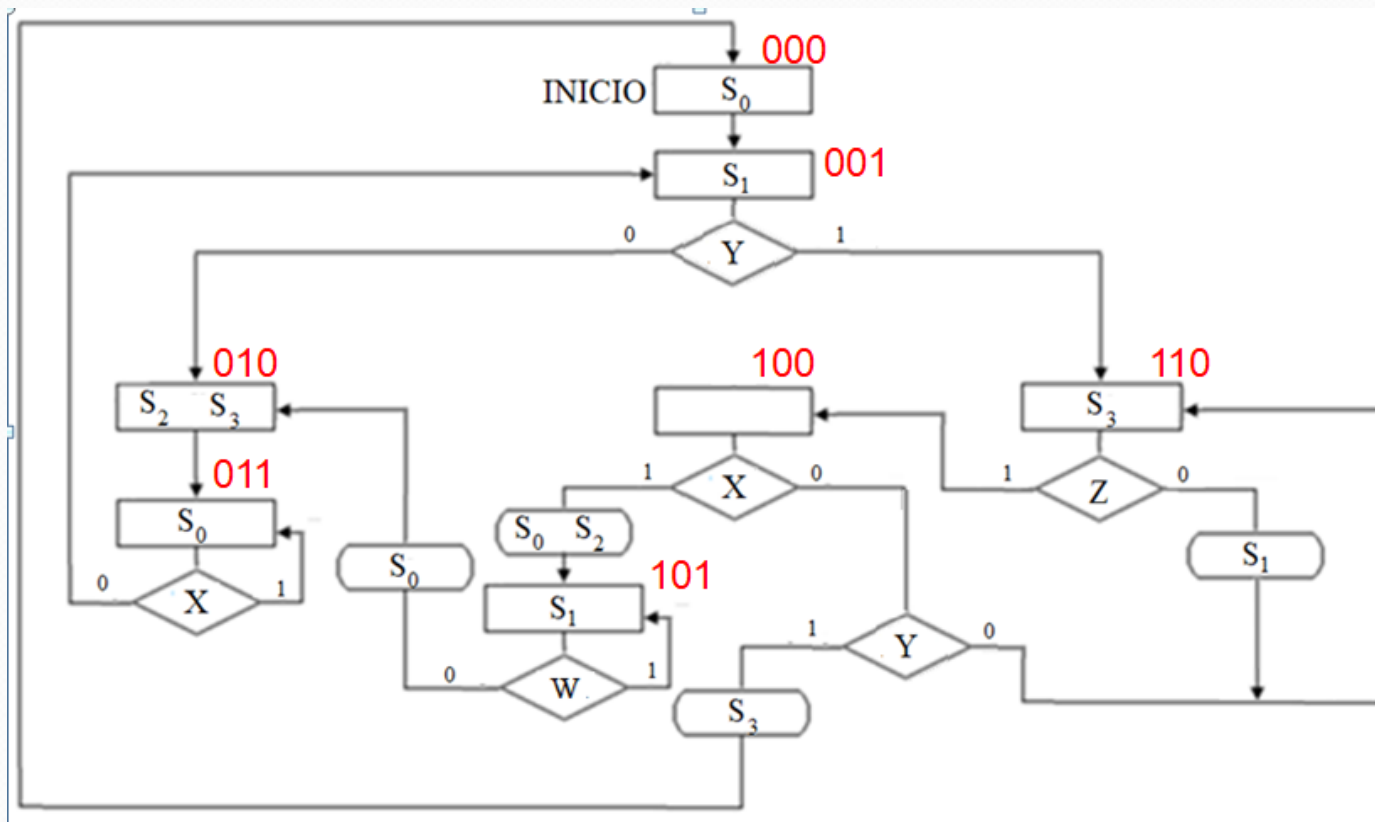 000
INICIO S₀
S₁ 001
0 Y 1
010 100 110
S₂ S₃ S₃
011 1 X 0 1 Z 0
S₀ S₀ S₂ S₁
S₀ 101
0 X 1 S₁ 1 Y 0
0 W 1
S₃